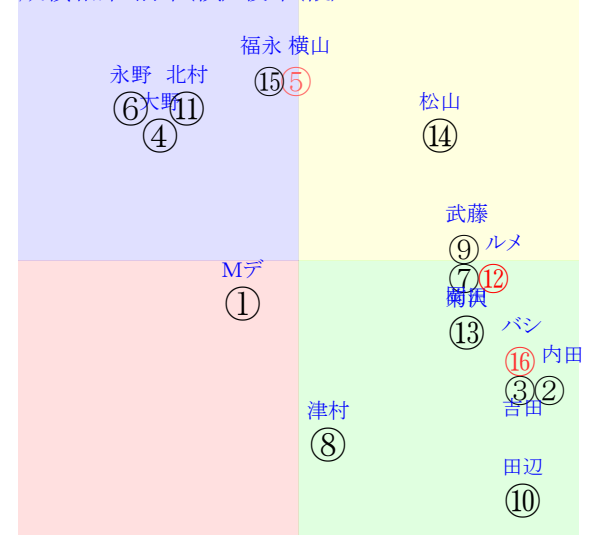 福永 横山
⑮⑤
永野 北村
大野
⑥ ⑪
④
松山
⑭
武藤
⑨
ルメ
⑦⑫
⑬
Mデ
①
バシ
⑯
内田
③②
吉田
津村
⑧
田辺
⑩